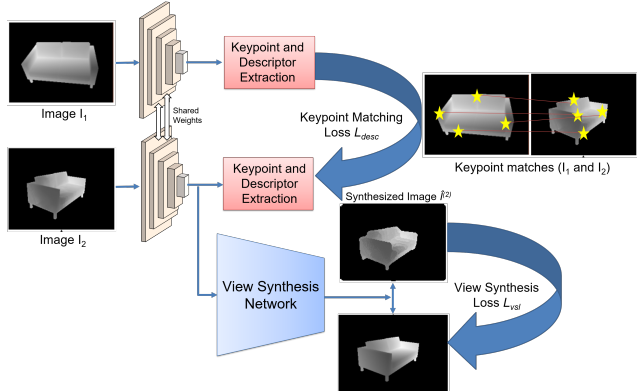 Keypoint and
Descriptor
Extraction
Image I1
Shared
Weights
Keypoint Matching
Loss Ldesc
Keypoint matches (I1 and I2)
Keypoint and
Descriptor
Extraction
Image I2
Synthesized Image Î(2)
View Synthesis
Network
View Synthesis
Loss Lvsl